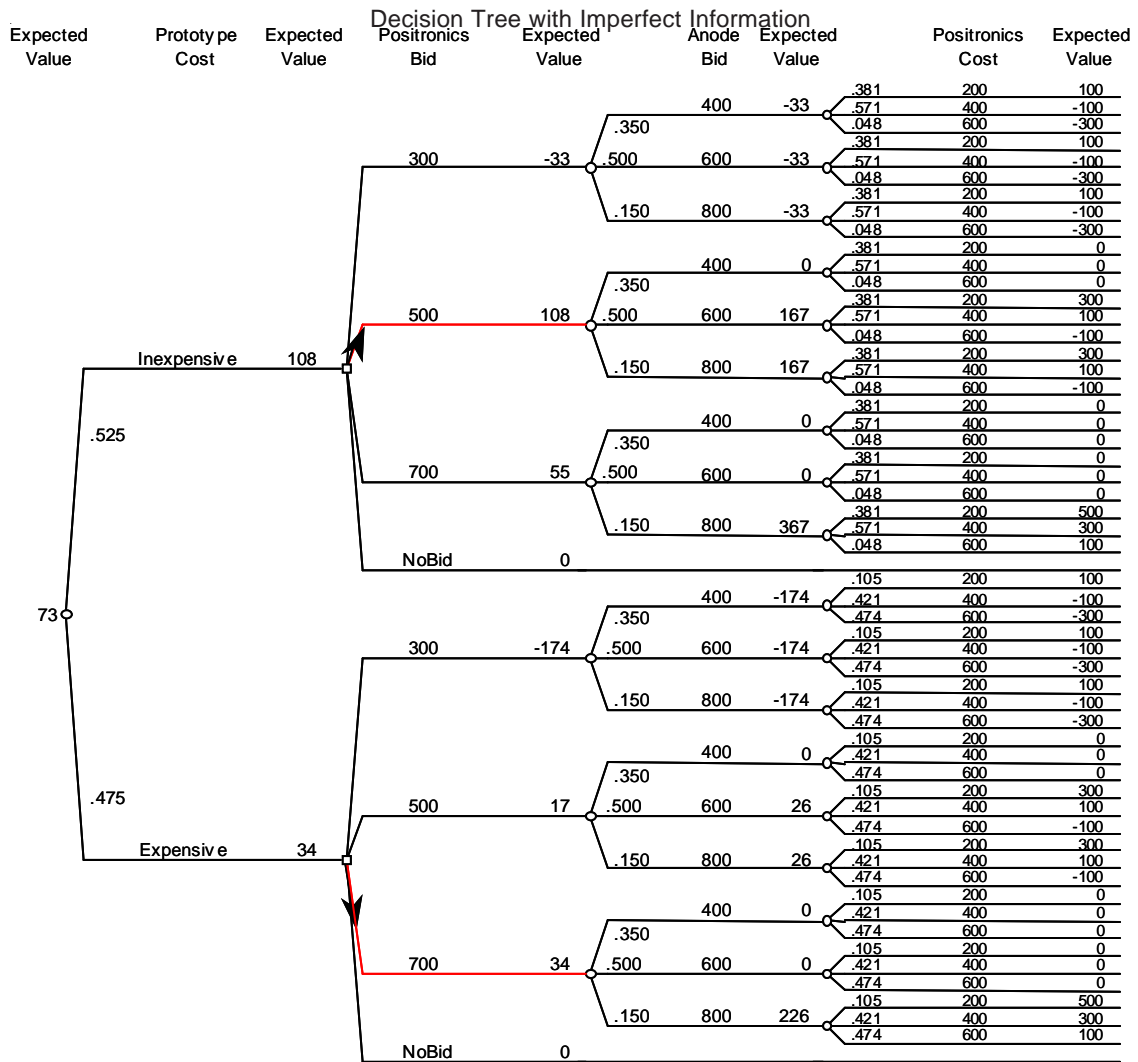 Decision Tree with Imperfect Information
Expected Prototype Expected Positronics Expected Anode Expected Positronics Expected
Value Cost Value Bid Value Bid Value Cost Value
.381 200 100
400 -33 .571 400 -100
.350 .048 600 -300
.381 200 100
300 -33 .500 600 -33 .571 400 -100
.048 600 -300
.381 200 100
.150 800 -33 .571 400 -100
.048 600 -300
.381 200 0
400 0 .571 400 0
.350 .048 600 0
.381 200 300
500 108 .500 600 167 .571 400 100
.048 600 -100
Inexpensive 108
.381 200 300
.150 800 167 .571 400 100
.048 600 -100
.381 200 0
400 0 .571 400 0
.525 .350 .048 600 0
.381 200 0
700 55 .500 600 0 .571 400 0
.048 600 0
.381 200 500
.150 800 367 .571 400 300
.048 600 100
NoBid 0
.105 200 100
400 -174 .421 400 -100
73 .350 .474 600 -300
.105 200 100
300 -174 .500 600 -174 .421 400 -100
.474 600 -300
.105 200 100
.150 800 -174 .421 400 -100
.474 600 -300
.105 200 0
400 0 .421 400 0
.350 .474 600 0
.475 .105 200 300
500 17 .500 600 26 .421 400 100
.474 600 -100
.105 200 300
Expensive 34 .150 800 26 .421 400 100
.474 600 -100
.105 200 0
400 0 .421 400 0
.350 .474 600 0
.105 200 0
700 34 .500 600 0 .421 400 0
.474 600 0
.105 200 500
.150 800 226 .421 400 300
.474 600 100
NoBid 0